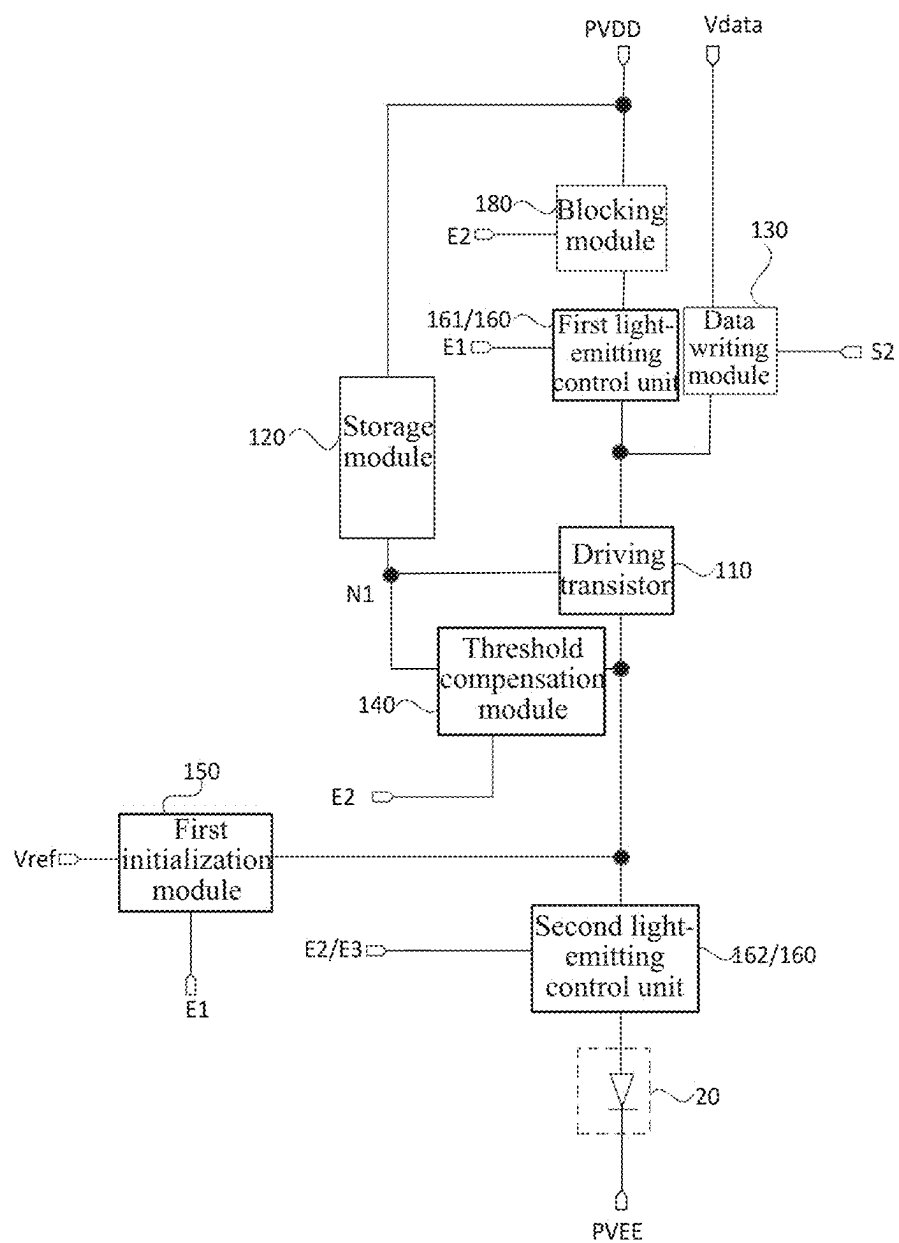 PVDD
Vdata
180
Blocking
module
E2
130
161/160
First light-
emitting
control unit
E1
Data
writing
module
S2
120
Storage
module
Driving
transistor
110
N1
Threshold
compensation
module
140
E2
150
First
initialization
module
Vref
E1
E2/E3
Second light-
emitting
control unit
162/160
20
PVEE